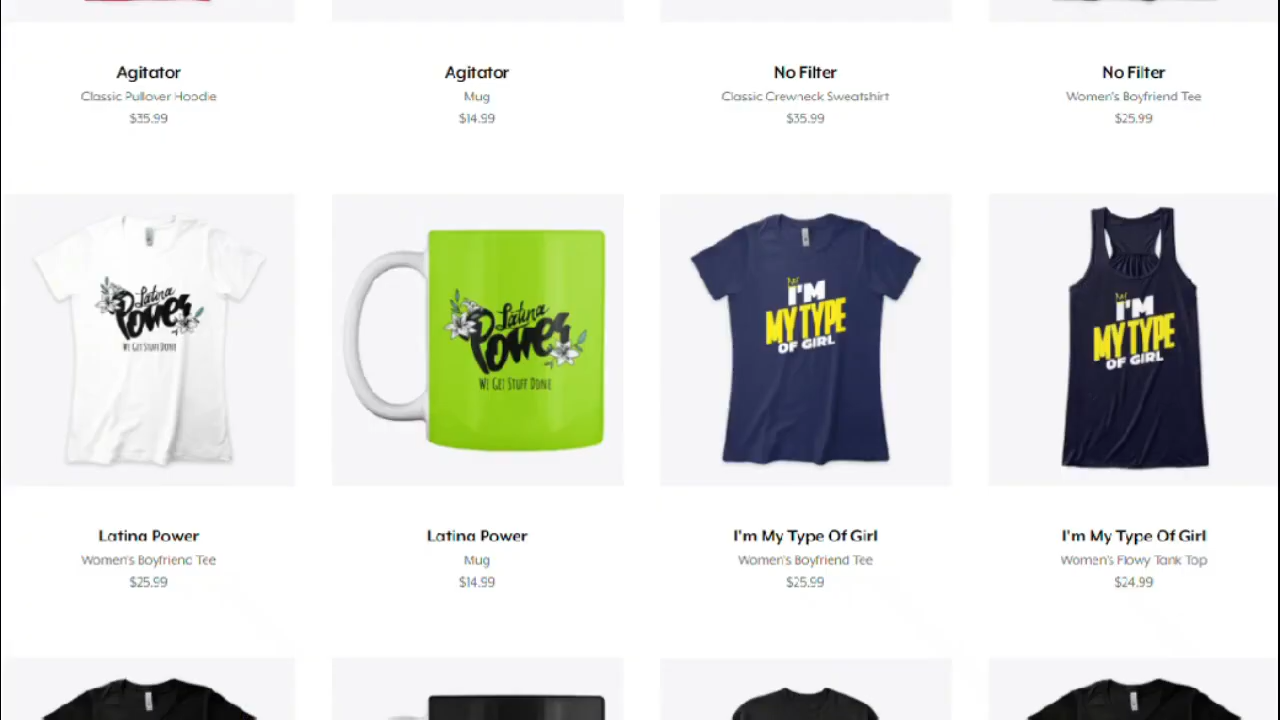 Agitator
Classic Pullover Hoodie
$35.99
Agitator
Mug
$14.99
No Filter
Classic Crewneck Sweatshirt
$35.99
No Filter
Women's Boyfriend Tee
$25.99
Latina
Power
We Get Stuff Done
Latina
Power
We Get Stuff Done
I'M
MY TYPE
OF GIRL
I'M
MY TYPE
OF GIRL
Latina Power
Women's Boyfriend Tee
$25.99
Latina Power
Mug
$14.99
I'm My Type Of Girl
Women's Boyfriend Tee
$25.99
I'm My Type Of Girl
Women's Flowy Tank Top
$24.99